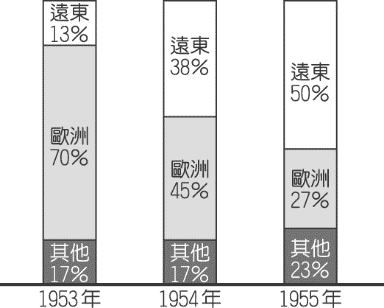 遠東
13%
歐洲
70%
其他
17%
1953年
遠東
38%
歐洲
45%
其他
17%
1954年
遠東
50%
歐洲
27%
其他
23%
1955年